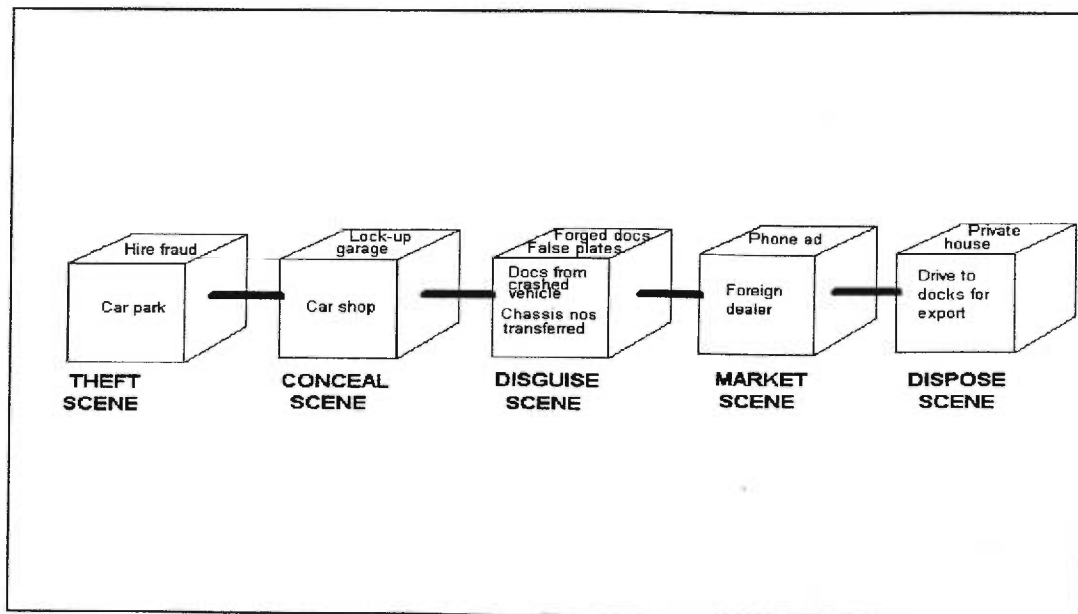 Hire fraud
Car park
THEFT
SCENE
Lock-up
garage
Car shop
CONCEAL
SCENE
Forged docs
False plates
Docs from
crashed
vehicle
Chassis nos
transferred
DISGUISE
SCENE
Phone ad
Foreign
dealer
MARKET
SCENE
Private
house
Drive to
docks for
export
DISPOSE
SCENE